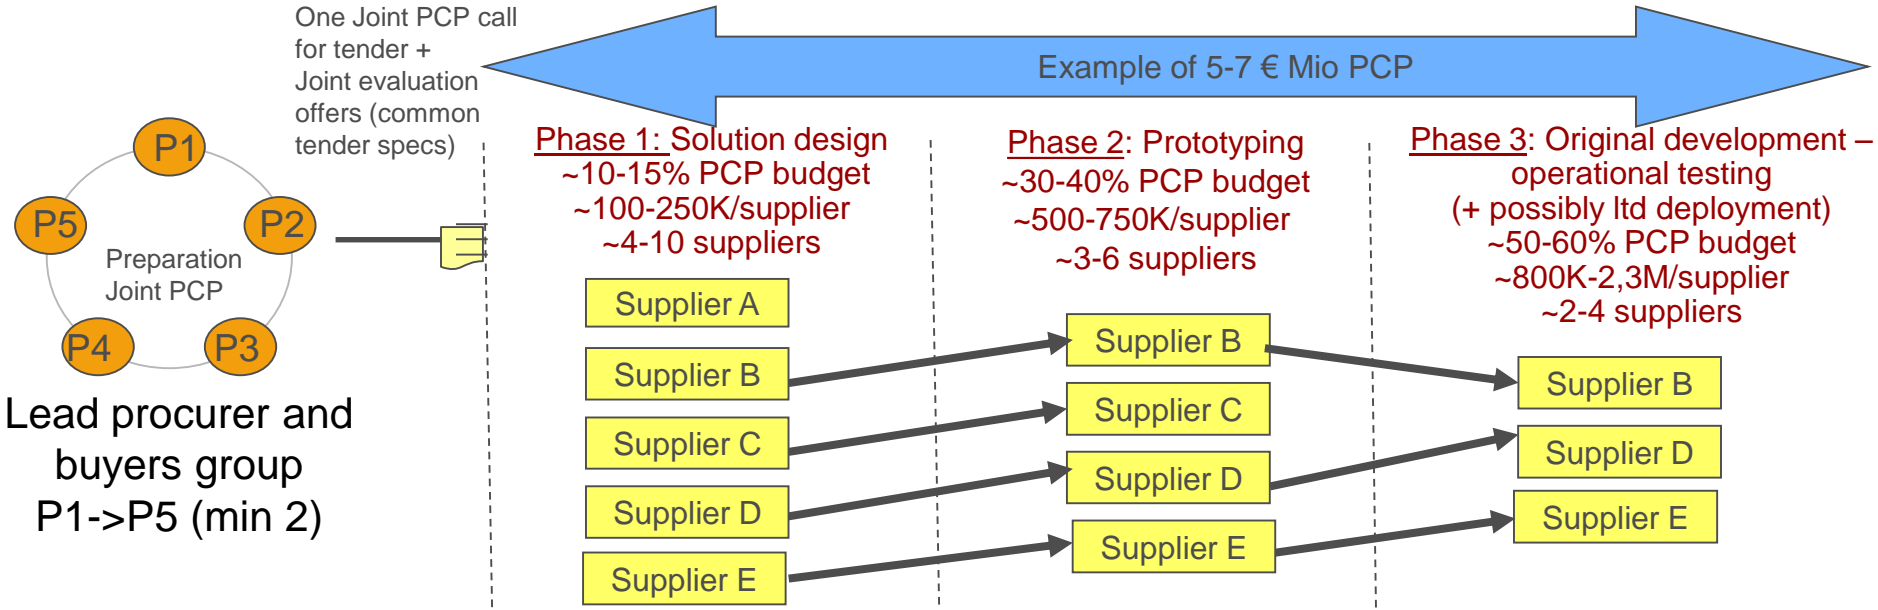 One Joint PCP call
for tender +
Joint evaluation
offers (common
tender specs)
Example of 5-7 € Mio PCP
P1
P5
P2
Preparation
Joint PCP
P4
P3
Lead procurer and
buyers group
P1->P5 (min 2)
Phase 1: Solution design
~10-15% PCP budget
~100-250K/supplier
~4-10 suppliers
Supplier A
Supplier B
Supplier C
Supplier D
Supplier E
Phase 2: Prototyping
~30-40% PCP budget
~500-750K/supplier
~3-6 suppliers
Supplier B
Supplier C
Supplier D
Supplier E
Phase 3: Original development –
operational testing
(+ possibly ltd deployment)
~50-60% PCP budget
~800K-2,3M/supplier
~2-4 suppliers
Supplier B
Supplier D
Supplier E